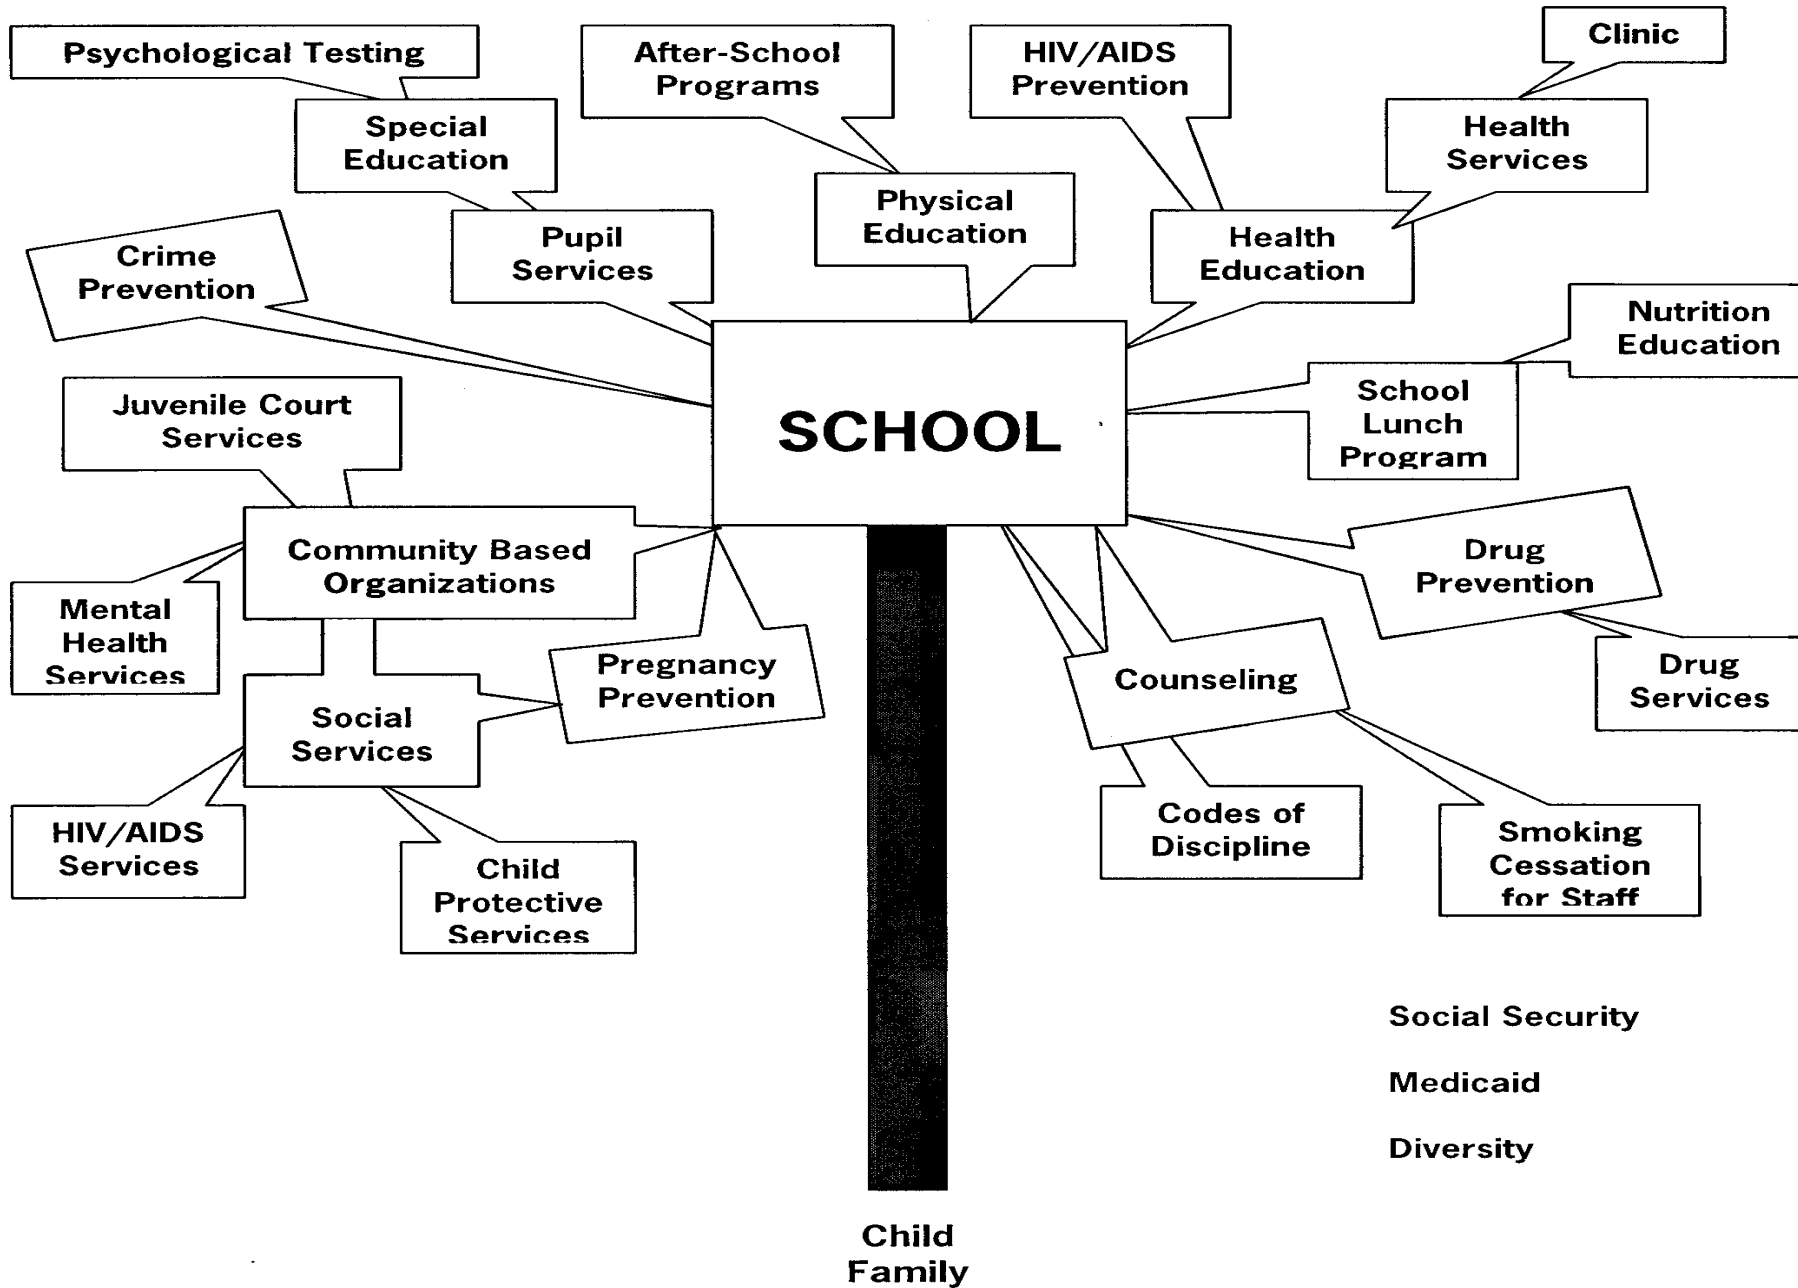 Psychological Testing
After-School
Programs
HIV/AIDS
Prevention
Clinic
Special
Education
Health
Services
Physical
Education
Pupil
Services
Health
Education
Crime
Prevention
Nutrition
Education
SCHOOL
School
Lunch
Program
Juvenile Court
Services
Community Based
Organizations
Drug
Prevention
Mental
Health
Services
Pregnancy
Prevention
Counseling
Drug
Services
Social
Services
HIV/AIDS
Services
Child
Protective
Services
Codes of
Discipline
Smoking
Cessation
for Staff
Social Security
Medicaid
Diversity
Child
Family